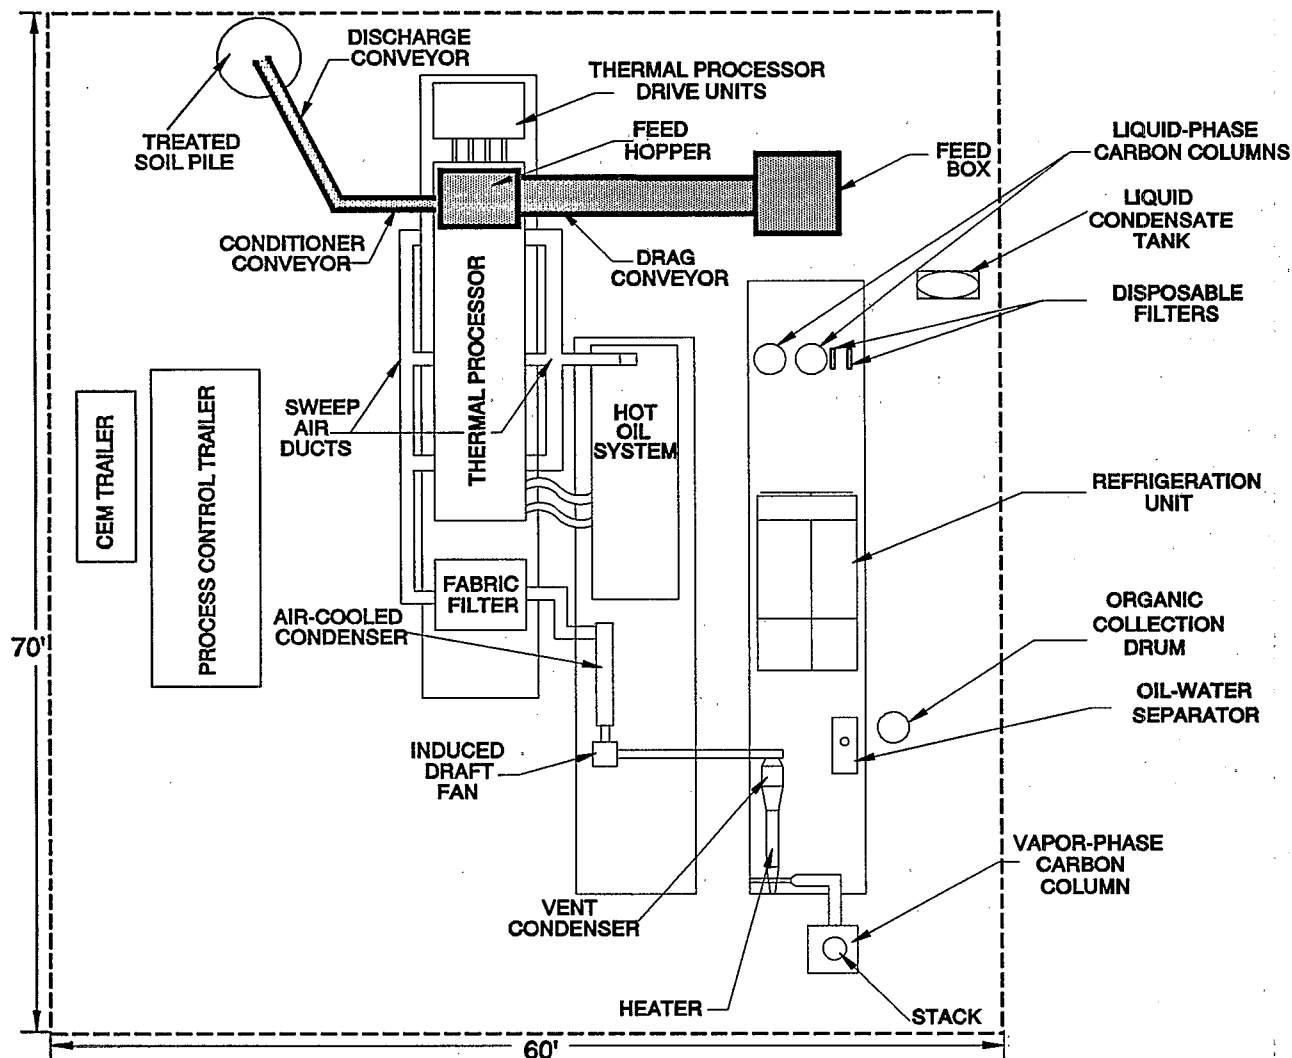 DISCHARGE
CONVEYOR
THERMAL PROCESSOR
DRIVE UNITS
TREATED
SOIL PILE
FEED
HOPPER
FEED
BOX
LIQUID-PHASE
CARBON COLUMNS
LIQUID
CONDENSATE
TANK
CONDITIONER
CONVEYOR
DRAG
CONVEYOR
DISPOSABLE
FILTERS
THERMAL PROCESSOR
SWEEP
AIR
DUCTS
HOT
OIL
SYSTEM
CEM TRAILER
PROCESS CONTROL TRAILER
REFRIGERATION
UNIT
FABRIC
FILTER
AIR-COOLED
CONDENSER
ORGANIC
COLLECTION
DRUM
70'
OIL-WATER
SEPARATOR
INDUCED
DRAFT
FAN
VAPOR-PHASE
CARBON
COLUMN
VENT
CONDENSER
HEATER
STACK
60'